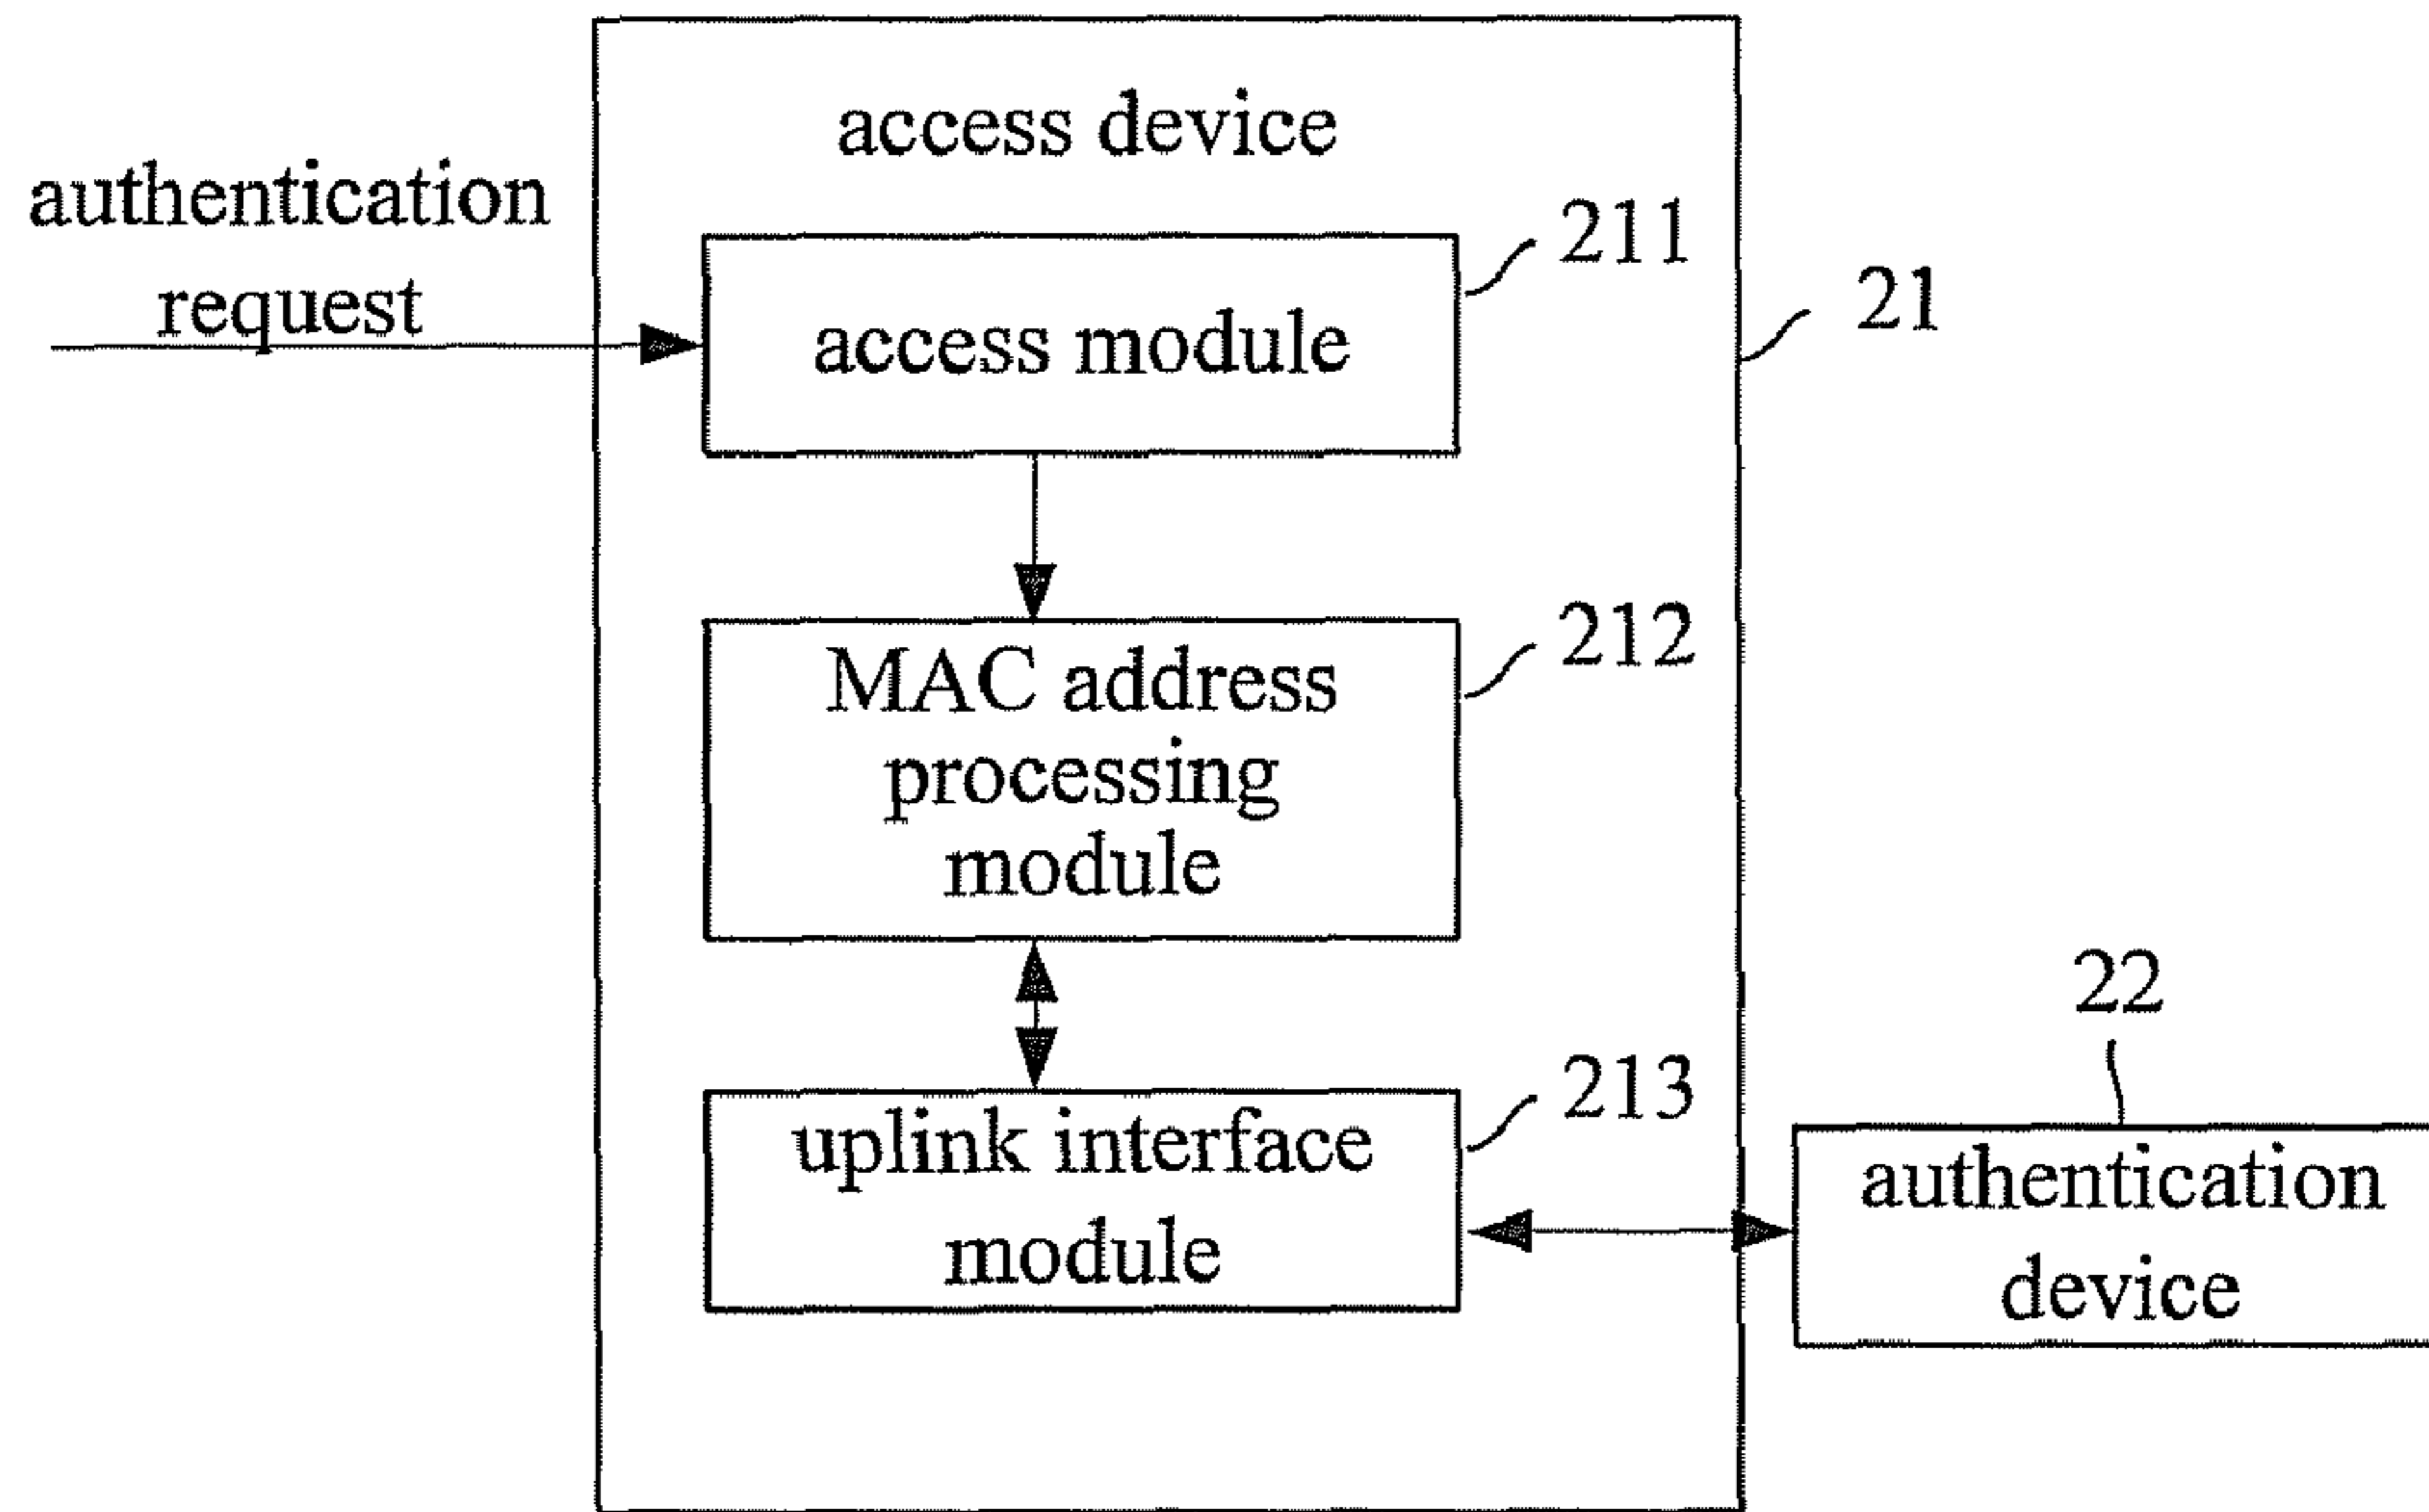 access device
authentication
request
211
access module
21
212
MAC address
processing
module
22
213
uplink interface
module
authentication
device